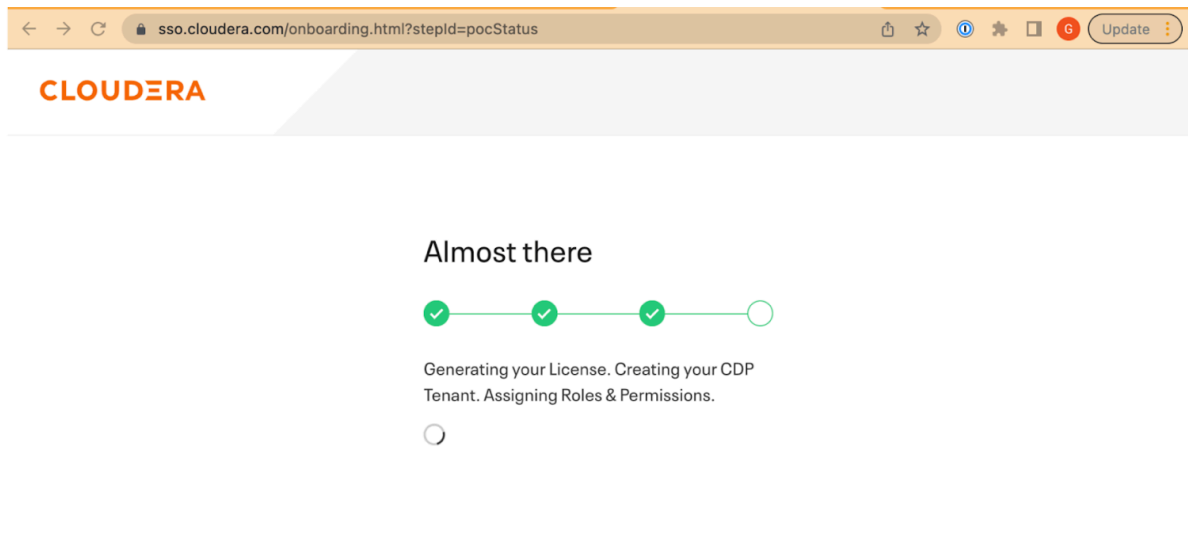 sso.cloudera.com/onboarding.html?stepId=pocStatus
G
Update
CLOUDERA
Almost there
Generating your License. Creating your CDP
Tenant. Assigning Roles & Permissions.